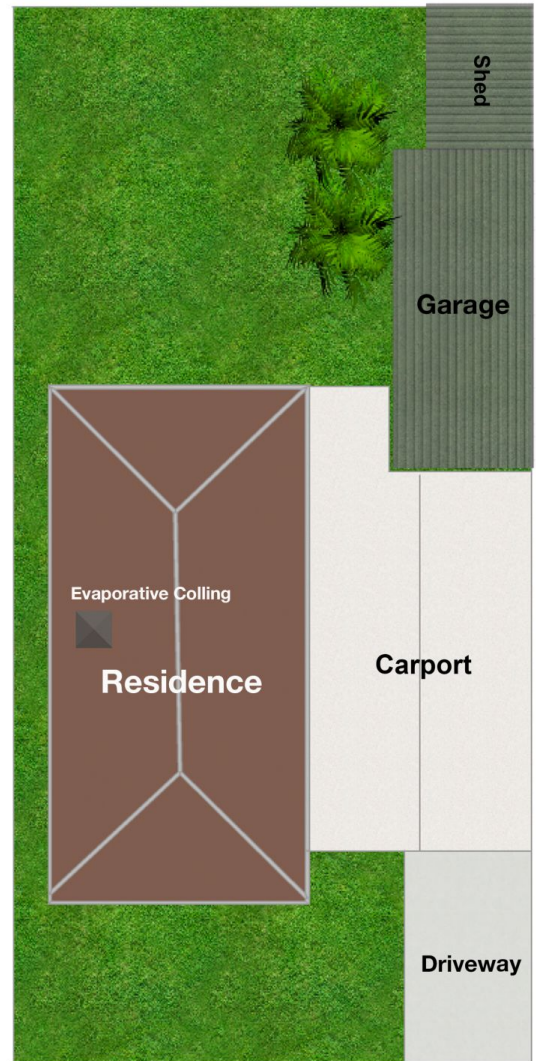 Shed
Garage
Evaporative Colling
Residence
Carport
Driveway